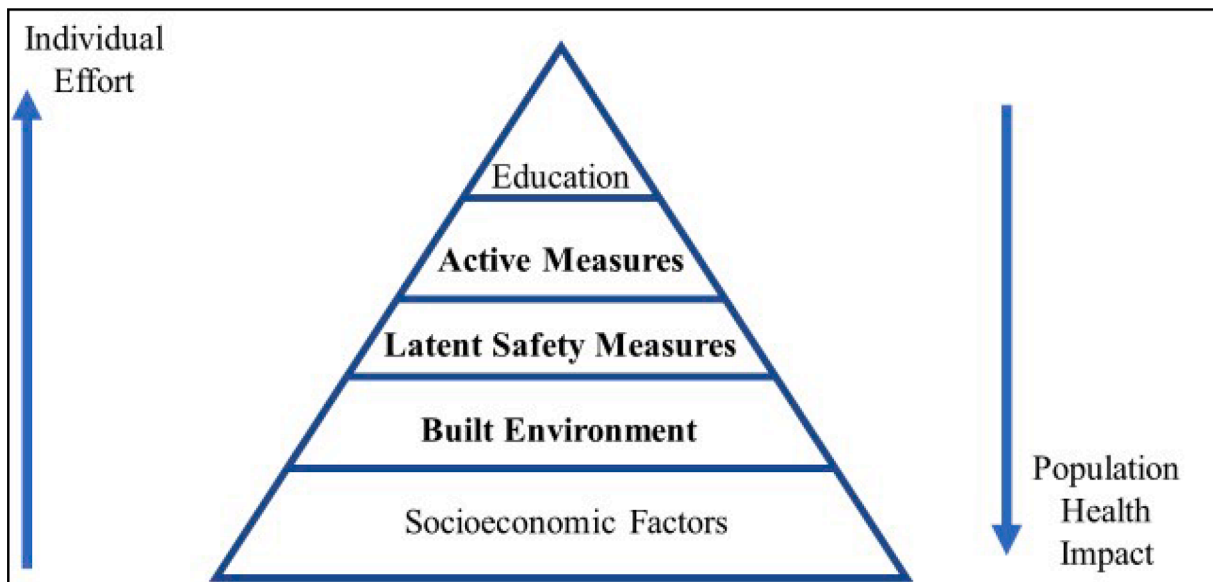 Individual
Effort
Education
Active Measures
Latent Safety Measures
Built Environment
Socioeconomic Factors
Population
Health
Impact